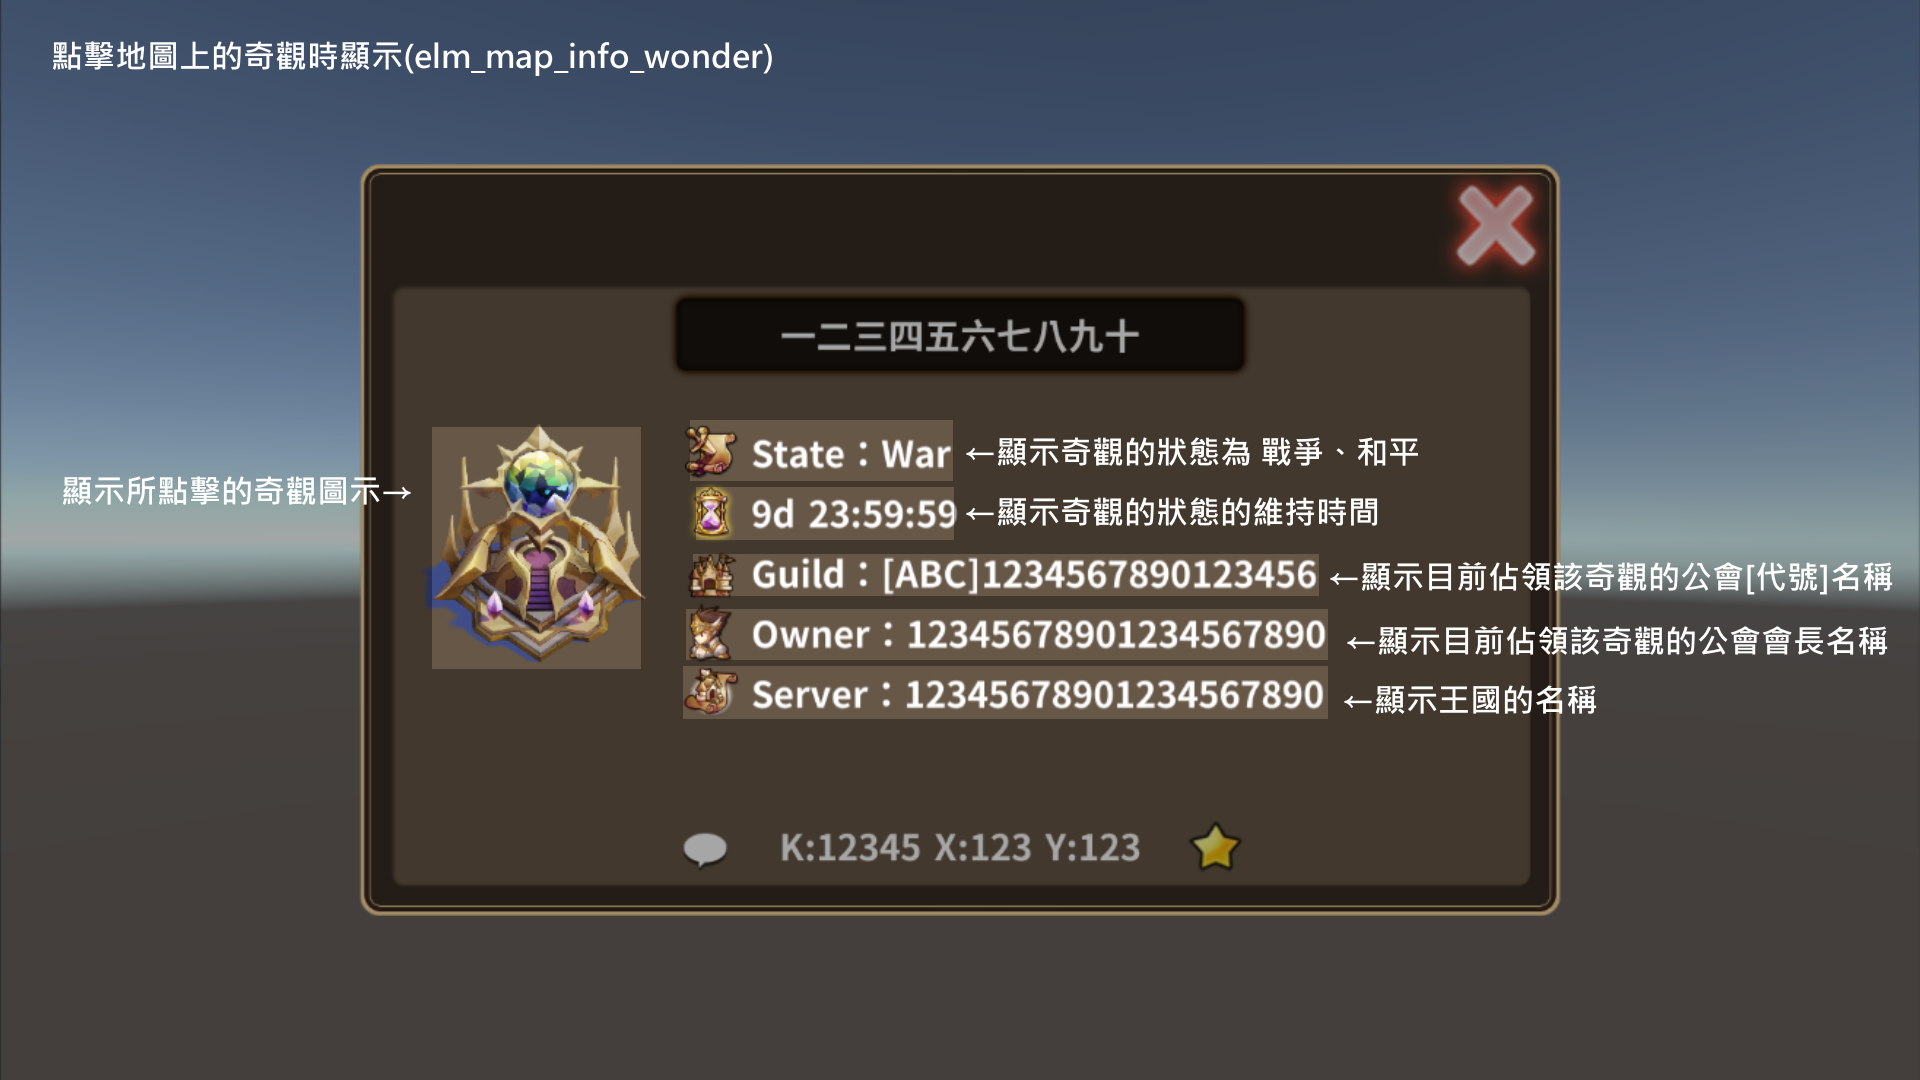 點擊地圖上的奇觀時顯示(elm_map_info_wonder)
一二三四五六七八九十
State：War ←顯示奇觀的狀態為 戰爭、和平
顯示所點擊的奇觀圖示→
9d 23:59:59 ←顯示奇觀的狀態的維持時間
Guild：[ABC]1234567890123456 ←顯示目前佔領該奇觀的公會[代號]名稱
Owner：12345678901234567890 ←顯示目前佔領該奇觀的公會會長名稱
Server：12345678901234567890 ←顯示王國的名稱
K:12345 X:123 Y:123